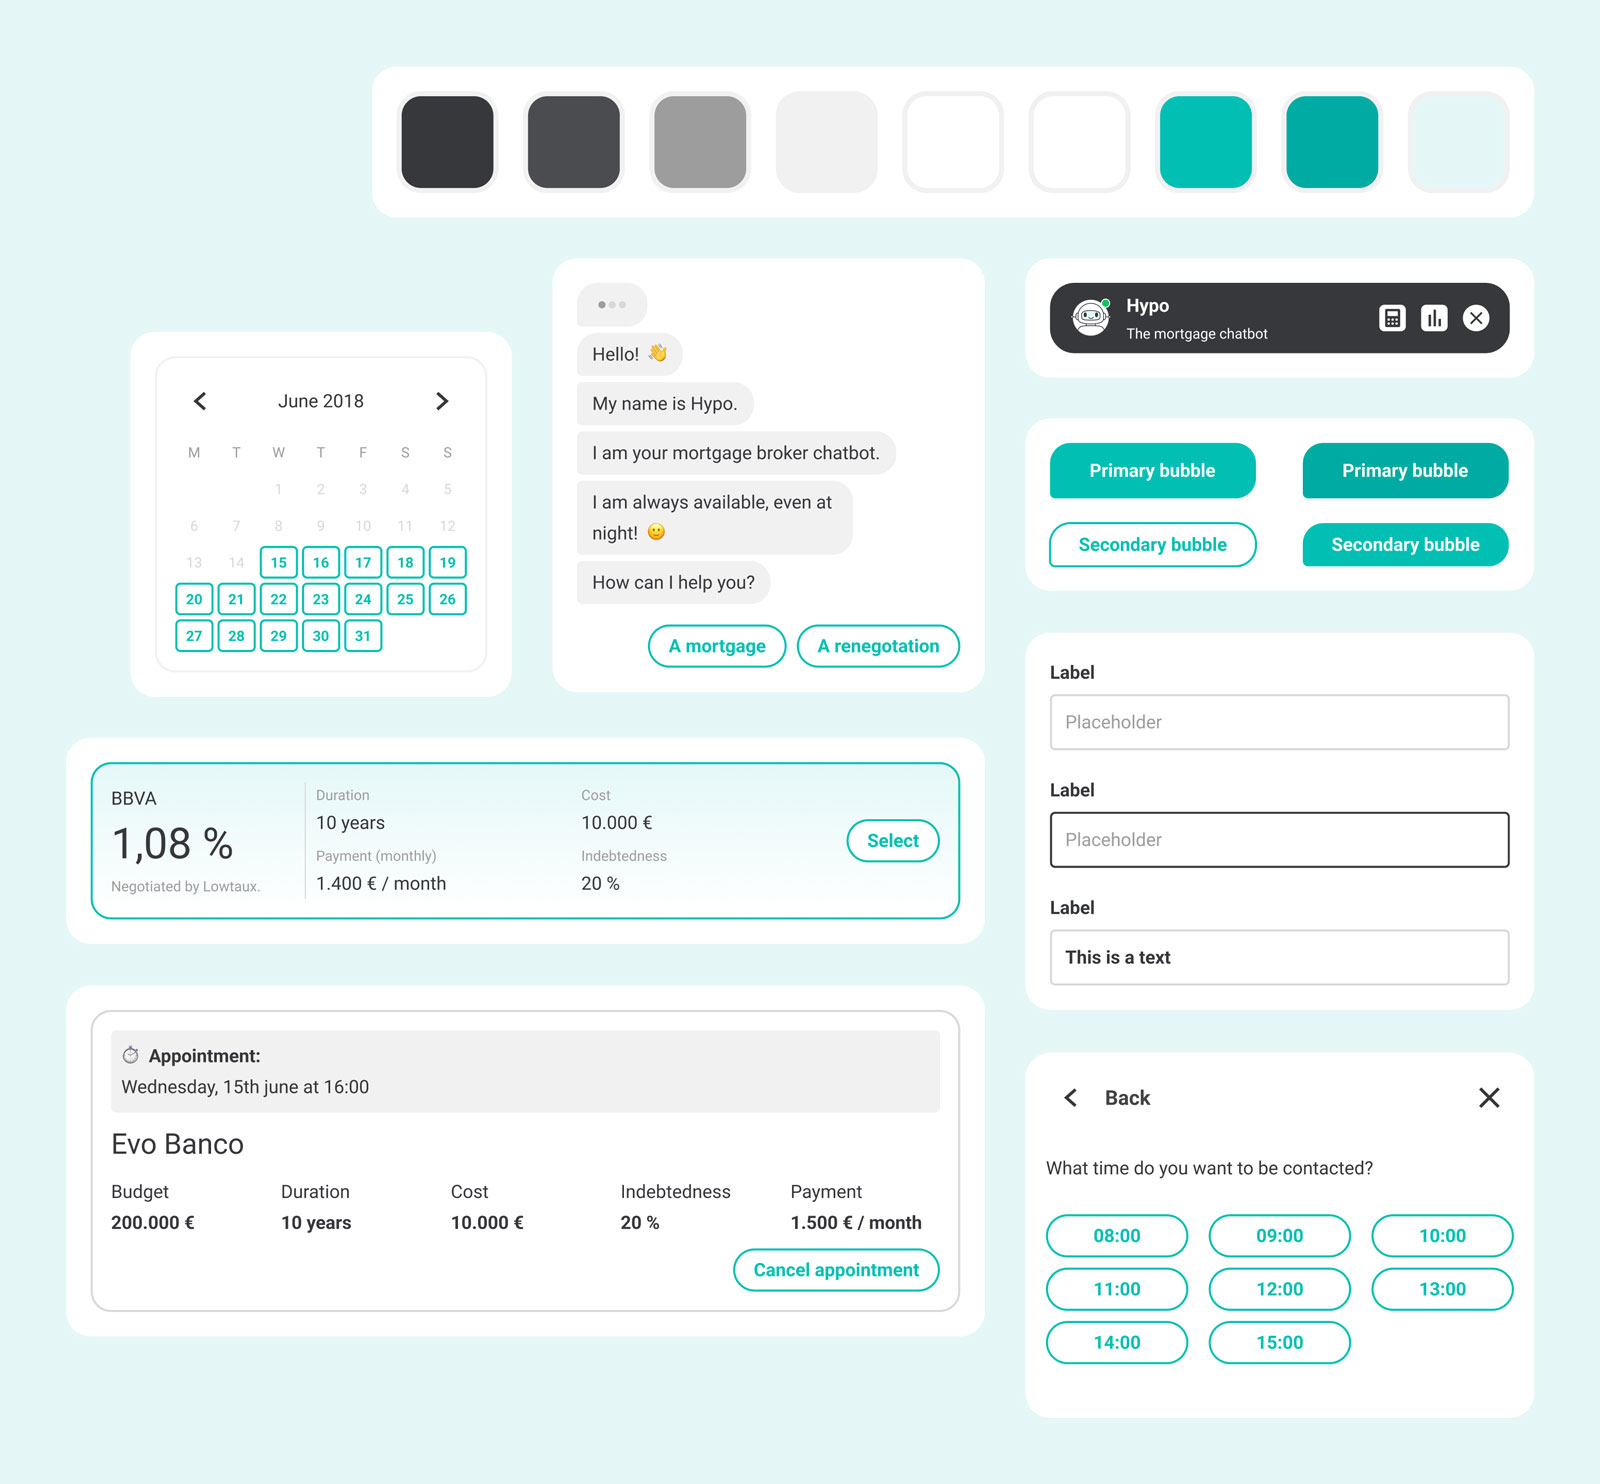 June 2018
M T W T F S S
1 2 3 4 5
6 7 8 9 10 11 12
13 14 15 16 17 18 19
20 21 22 23 24 25 26
27 28 29 30 31
Hello! 👋
My name is Hypo.
I am your mortgage broker chatbot.
I am always available, even at
night! 🙂
How can I help you?
A mortgage
A renegotation
Hypo
The mortgage chatbot
Primary bubble
Primary bubble
Secondary bubble
Secondary bubble
Label
Placeholder
Label
Placeholder
Label
This is a text
BBVA
1,08 %
Negotiated by Lowtaux.
Duration
10 years
Payment (monthly)
1.400 € / month
Cost
10.000 €
Indebtedness
20 %
Select
⏱ Appointment:
Wednesday, 15th june at 16:00
Evo Banco
Budget Duration Cost Indebtedness Payment
200.000 € 10 years 10.000 € 20 % 1.500 € / month
Cancel appointment
Back
What time do you want to be contacted?
08:00 09:00 10:00
11:00 12:00 13:00
14:00 15:00